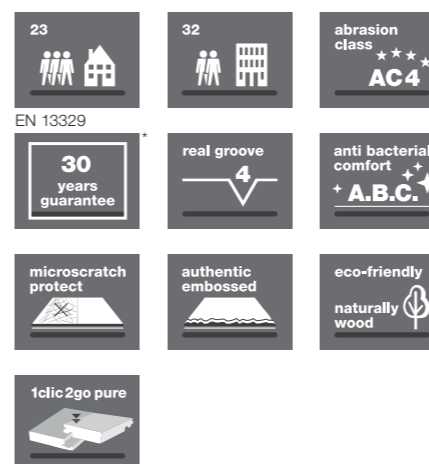 23
32
abrasion
class
AC4
EN 13329
30
years
guarantee
*
real groove
4
anti bacterial
comfort
A.B.C.
microscratch
protect
authentic
embossed
eco-friendly
naturally
wood
1clic2go pure